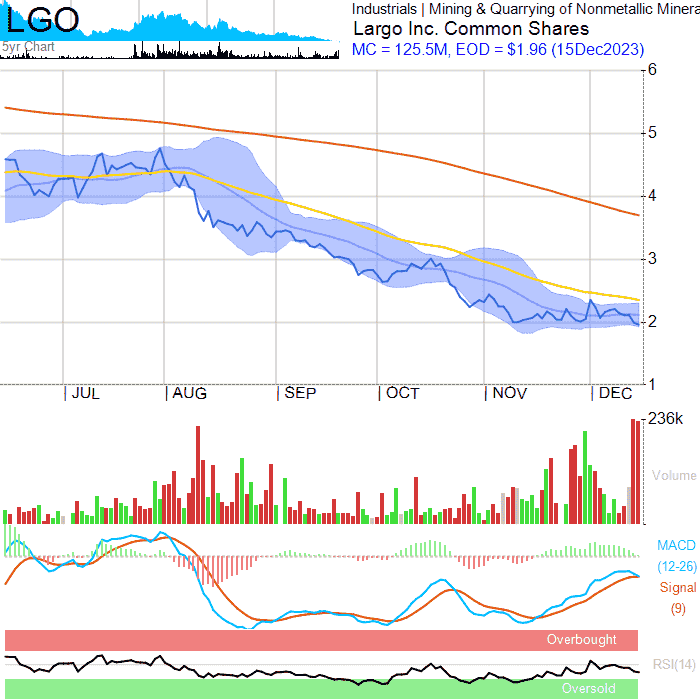 LGO
5yr Chart
Industrials | Mining & Quarrying of Nonmetallic Minera
Largo Inc. Common Shares
MC = 125.5M, EOD = $1.96 (15Dec2023)
6
5
4
3
2
1
| JUL | AUG | SEP | OCT | NOV | DEC
236k
Volume
MACD
(12-26)
Signal
(9)
Overbought
RSI(14)
Oversold